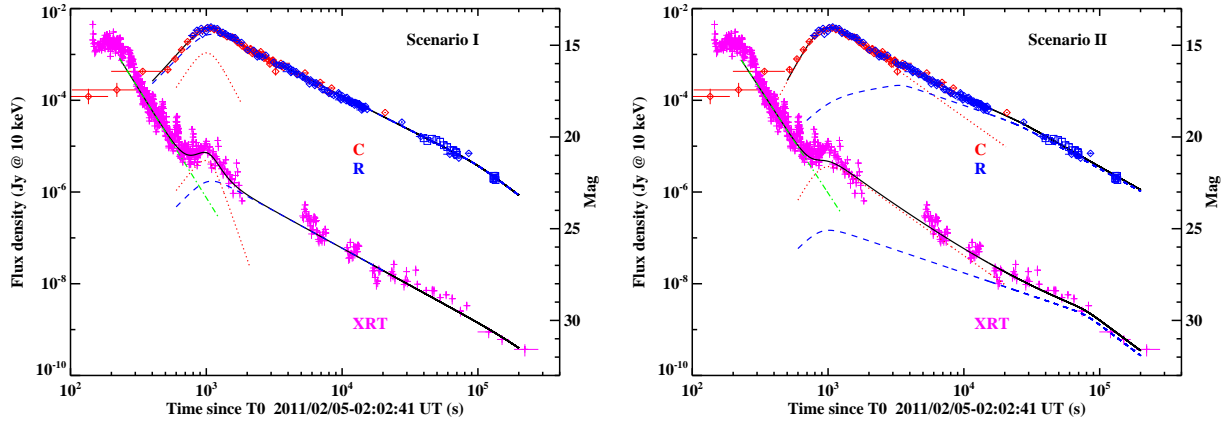 Scenario I
Flux density (Jy @ 10 keV)
10^-2
10^-4
10^-6
10^-8
10^-10
15
20
25
30
Mag
C
R
XRT
10^2
10^3
10^4
10^5
Time since T0 2011/02/05-02:02:41 UT (s)
Scenario II
Flux density (Jy @ 10 keV)
10^-2
10^-4
10^-6
10^-8
10^-10
15
20
25
30
Mag
C
R
XRT
10^2
10^3
10^4
10^5
Time since T0 2011/02/05-02:02:41 UT (s)